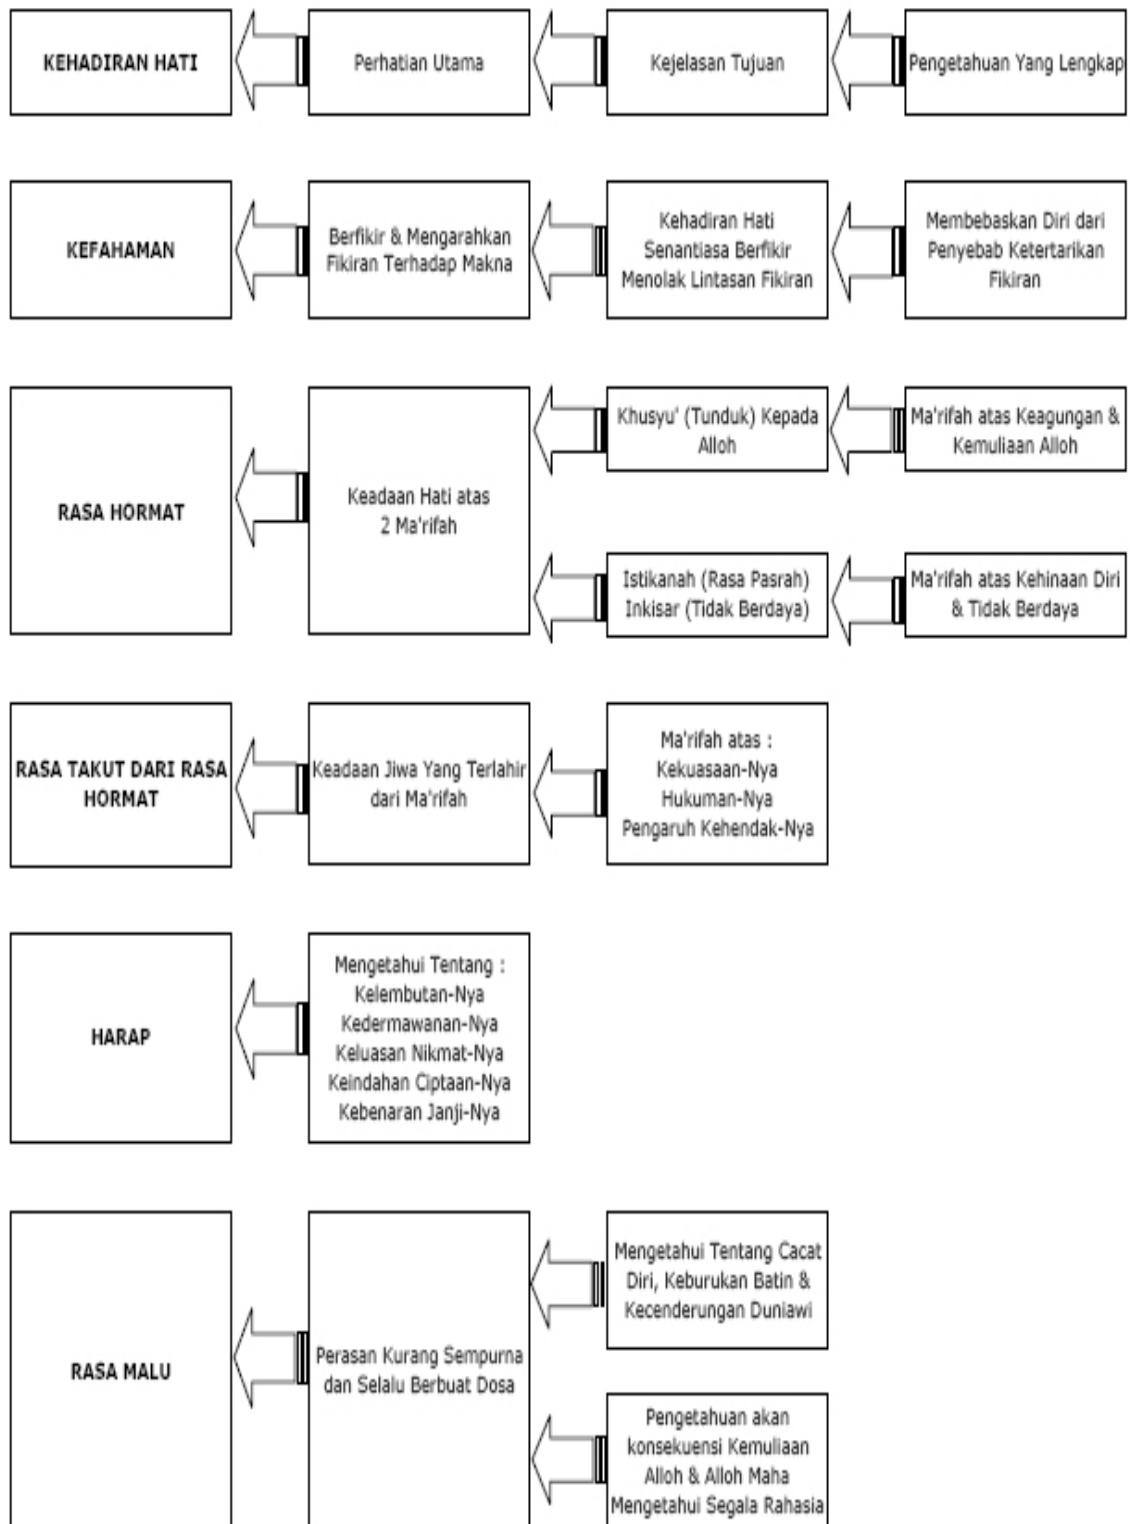 KEHADIRAN HATI
Perhatian Utama
Kejelasan Tujuan
Pengetahuan Yang Lengkap
KEFAHAMAN
Berfikir & Mengarahkan
Fikiran Terhadap Makna
Kehadiran Hati
Senantiasa Berfikir
Menolak Lintasan Fikiran
Membebaskan Diri dari
Penyebab Ketertarikan
Fikiran
RASA HORMAT
Keadaan Hati atas
2 Ma'rifah
Khusyu' (Tunduk) Kepada
Alloh
Ma'rifah atas Keagungan &
Kemuliaan Alloh
Istikanah (Rasa Pasrah)
Inkisar (Tidak Berdaya)
Ma'rifah atas Kehinaan Diri
& Tidak Berdaya
RASA TAKUT DARI RASA
HORMAT
Keadaan Jiwa Yang Terlahir
dari Ma'rifah
Ma'rifah atas :
Kekuasaan-Nya
Hukuman-Nya
Pengaruh Kehendak-Nya
HARAP
Mengetahui Tentang :
Kelembutan-Nya
Kedermawanan-Nya
Keluasan Nikmat-Nya
Keindahan Ciptaan-Nya
Kebenaran Janji-Nya
RASA MALU
Perasan Kurang Sempurna
dan Selalu Berbuat Dosa
Mengetahui Tentang Cacat
Diri, Keburukan Batin &
Kecenderungan Duniawi
Pengetahuan akan
konsekuensi Kemuliaan
Alloh & Alloh Maha
Mengetahui Segala Rahasia